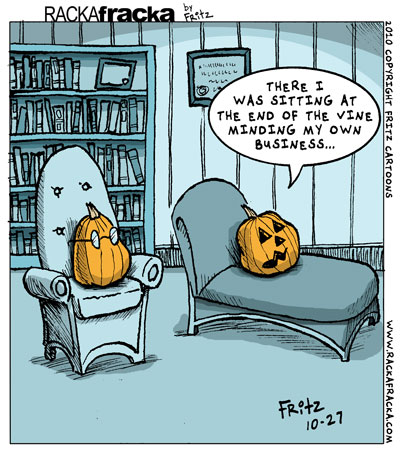 RACKAfracka by Fritz
THERE I
WAS SITTING AT
THE END OF THE VINE
MINDING MY OWN
BUSINESS...
2010 COPYRIGHT FRITZ CARTOONS
WWW.RACKAFRACKA.COM
FRitz
10-27